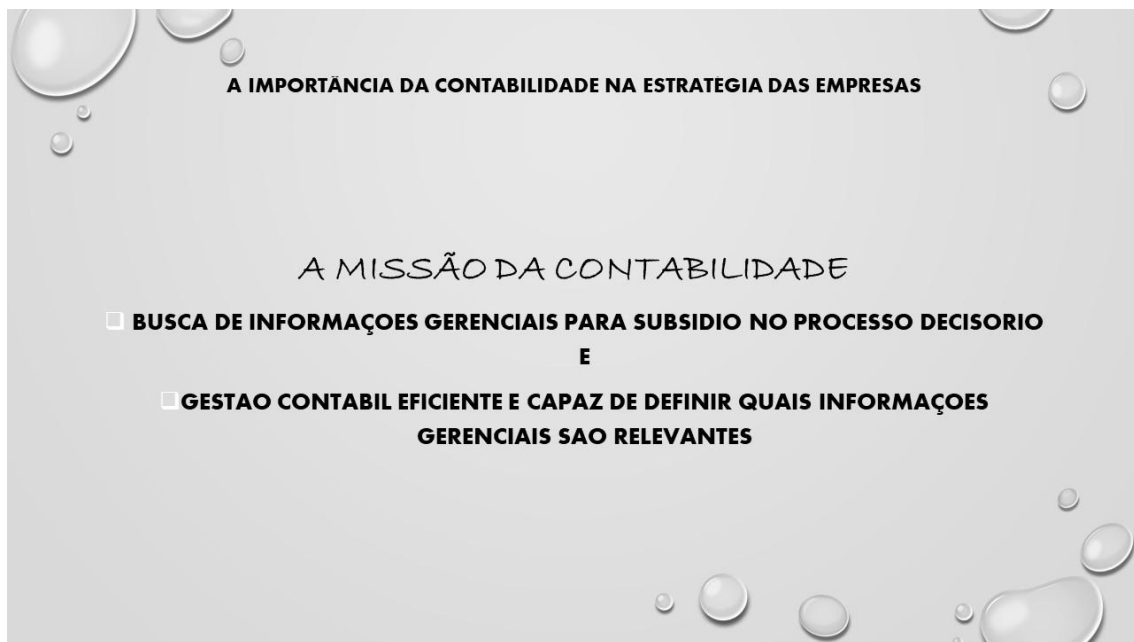 A IMPORTÂNCIA DA CONTABILIDADE NA ESTRATÉGIA DAS EMPRESAS
A MISSÃO DA CONTABILIDADE
BUSCA DE INFORMAÇOES GERENCIAIS PARA SUBSIDIO NO PROCESSO DECISORIO
E
GESTAO CONTABIL EFICIENTE E CAPAZ DE DEFINIR QUAIS INFORMAÇOES
GERENCIAIS SAO RELEVANTES